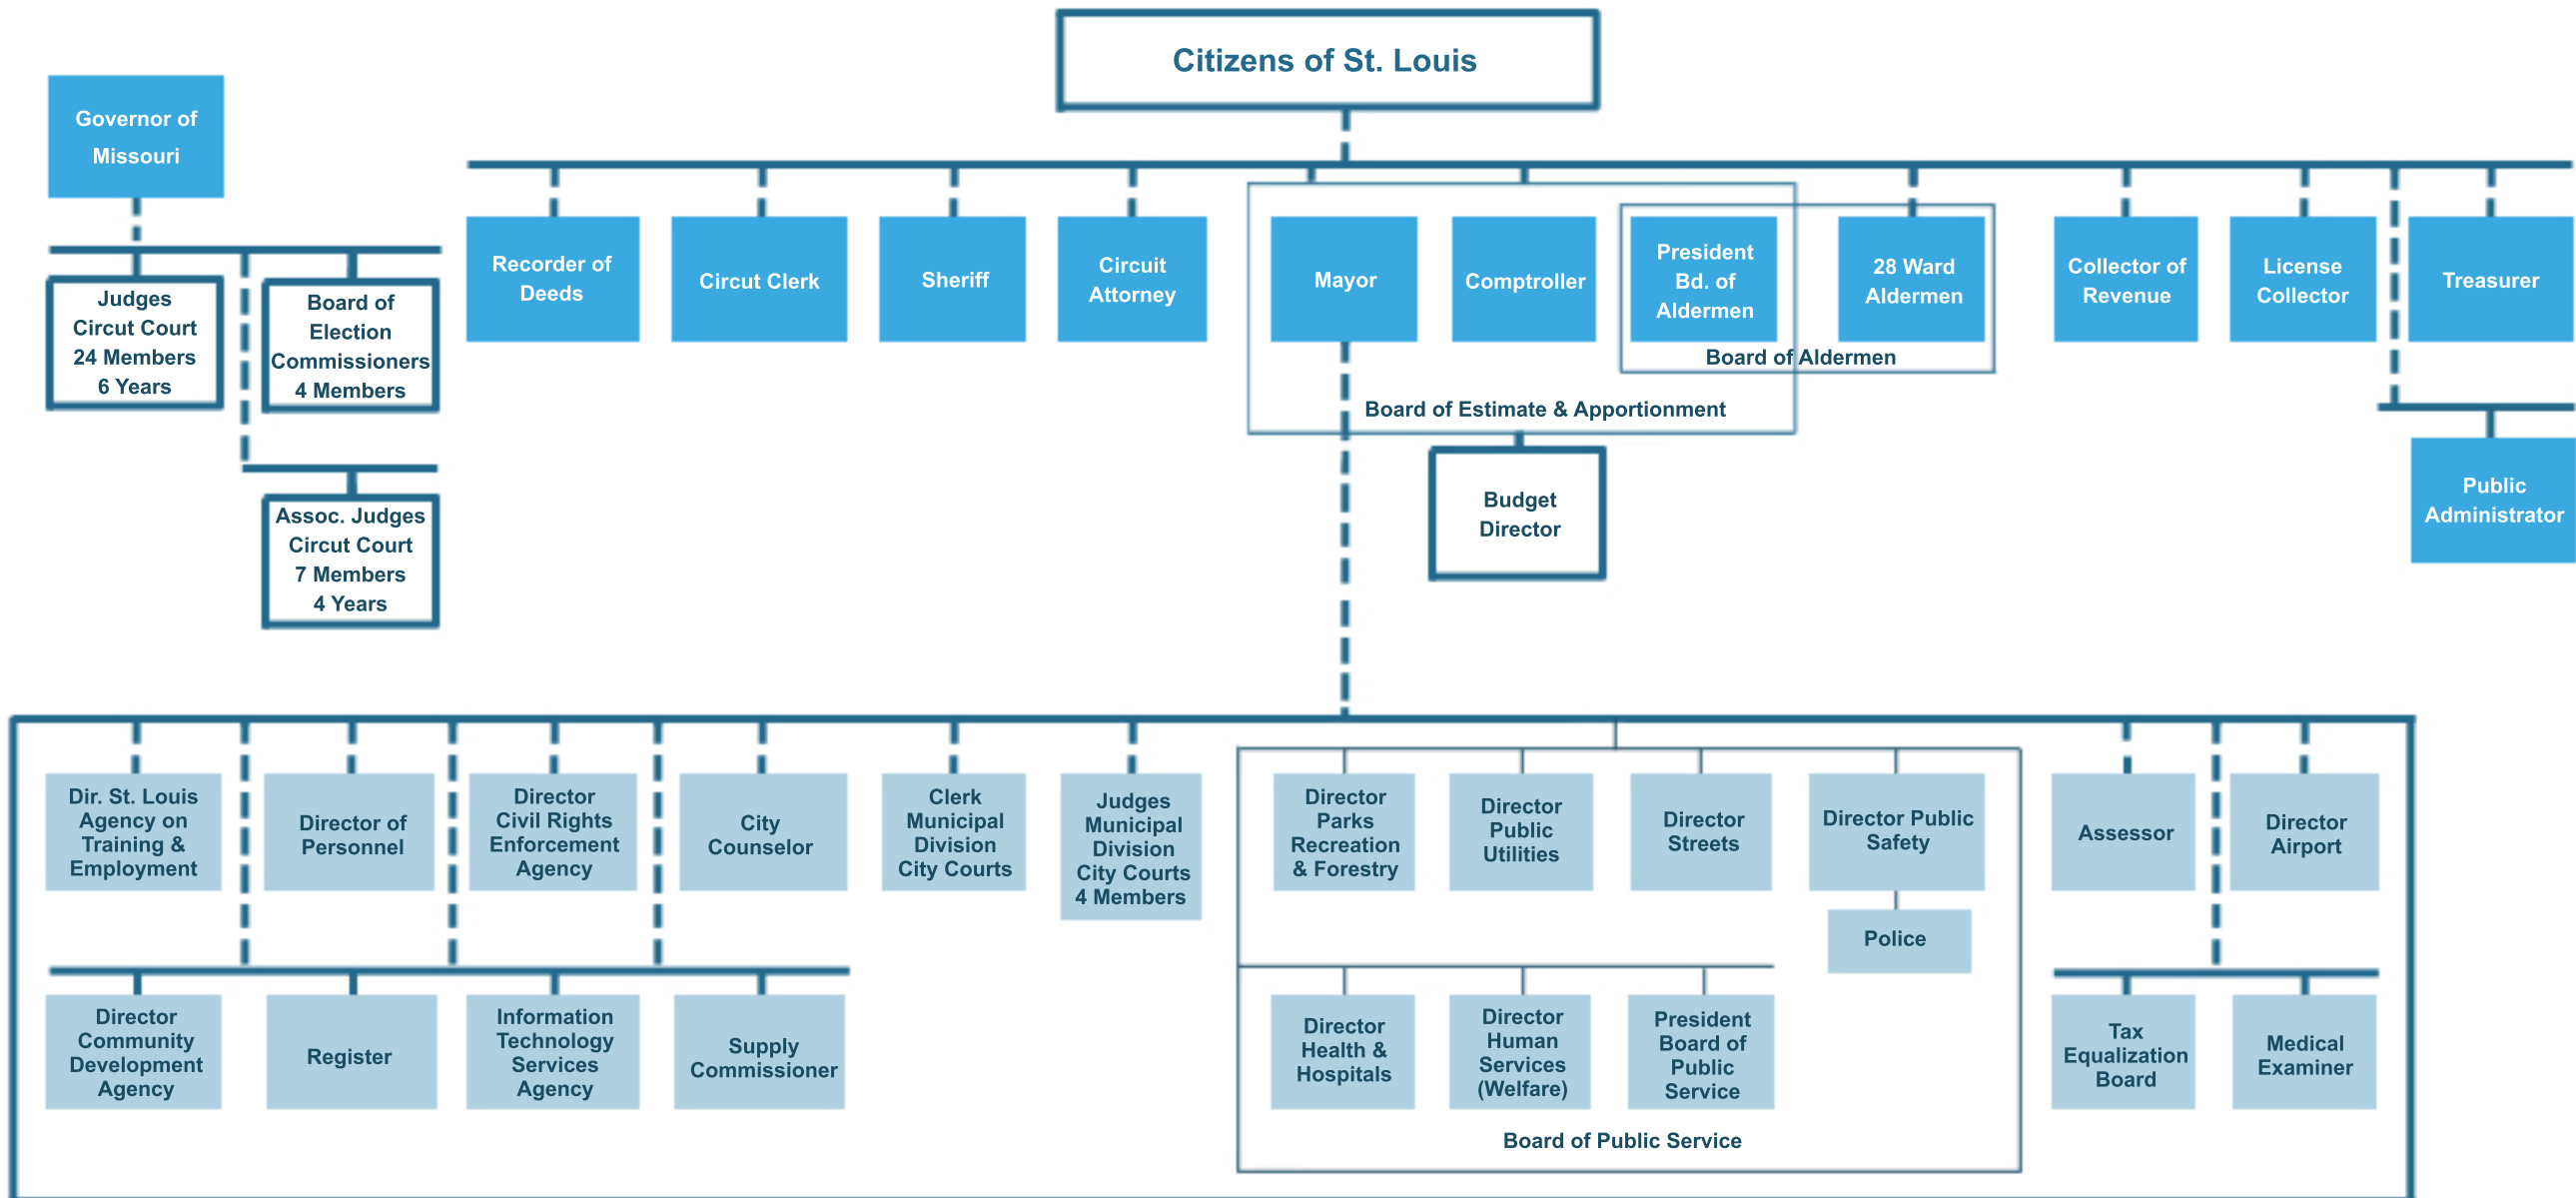 Citizens of St. Louis
Governor of
Missouri
Judges
Circut Court
24 Members
6 Years
Board of
Election
Commissioners
4 Members
Assoc. Judges
Circut Court
7 Members
4 Years
Recorder of
Deeds
Circut Clerk
Sheriff
Circuit
Attorney
Mayor
Comptroller
President
Bd. of
Aldermen
28 Ward
Aldermen
Board of Aldermen
Board of Estimate & Apportionment
Budget
Director
Collector of
Revenue
License
Collector
Treasurer
Public
Administrator
Dir. St. Louis
Agency on
Training &
Employment
Director of
Personnel
Director
Civil Rights
Enforcement
Agency
City
Counselor
Clerk
Municipal
Division
City Courts
Judges
Municipal
Division
City Courts
4 Members
Director
Parks
Recreation
& Forestry
Director
Public
Utilities
Director
Streets
Director Public
Safety
Police
Assessor
Director
Airport
Director
Community
Development
Agency
Register
Information
Technology
Services
Agency
Supply
Commissioner
Director
Health &
Hospitals
Director
Human
Services
(Welfare)
President
Board of
Public
Service
Board of Public Service
Tax
Equalization
Board
Medical
Examiner